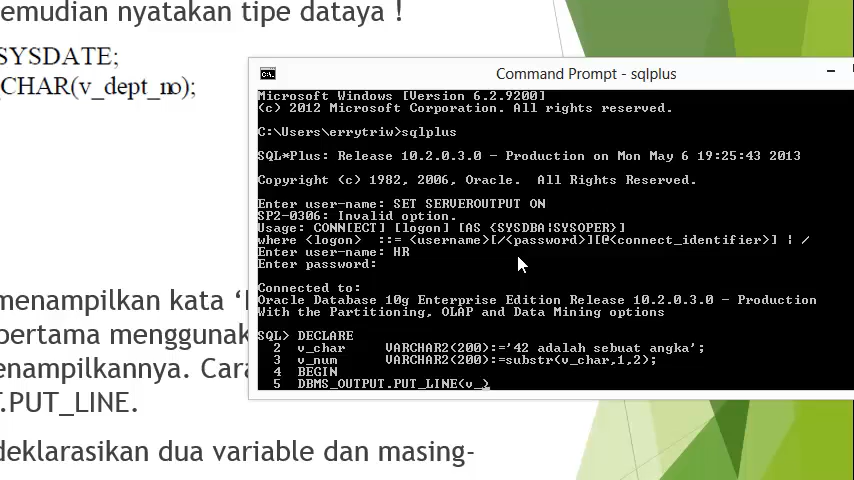 emudian nyatakan tipe dataya !
SYSDATE;
CHAR(v_dept_no);
Command Prompt - sqlplus
Microsoft Windows [Version 6.2.9200]
(c) 2012 Microsoft Corporation. All rights reserved.
C:\Users\errytriw>sqlplus
SQL*Plus: Release 10.2.0.3.0 - Production on Mon May 6 19:25:43 2013
Copyright (c) 1982, 2006, Oracle.  All Rights Reserved.
Enter user-name: SET SERVEROUTPUT ON
SP2-0306: Invalid option.
Usage: CONN[ECT] [logon] [AS {SYSDBA|SYSOPER}]
where <logon>  ::= <username>[/<password>][@<connect_identifier>] | /
Enter user-name: HR
Enter password:
Connected to:
Oracle Database 10g Enterprise Edition Release 10.2.0.3.0 - Production
With the Partitioning, OLAP and Data Mining options
SQL> DECLARE
2  v_char     VARCHAR2(200):='42 adalah sebuat angka';
3  v_num      VARCHAR2(200):=substr(v_char,1,2);
4  BEGIN
5  DBMS_OUTPUT.PUT_LINE(v_)
menampilkan kata ‘
pertama menggunak
enampilkannya. Cara
T.PUT_LINE.
deklarasikan dua variable dan masing-